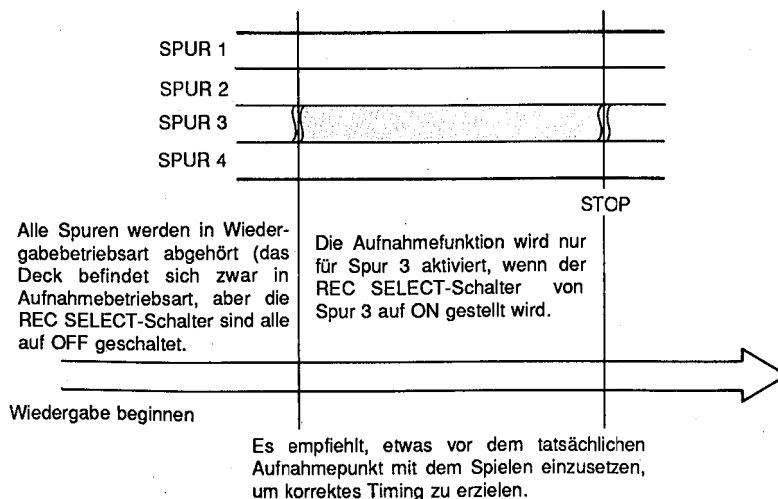 SPUR 1
SPUR 2
SPUR 3
SPUR 4
STOP
Alle Spuren werden in Wieder-
gabebetriebsart abgehört (das
Deck befindet sich zwar in
Aufnahmebetriebsart, aber die
REC SELECT-Schalter sind alle
auf OFF geschaltet.
Die Aufnahmefunktion wird nur
für Spur 3 aktiviert, wenn der
REC SELECT-Schalter von
Spur 3 auf ON gestellt wird.
Wiedergabe beginnen
Es empfiehlt, etwas vor dem tatsächlichen
Aufnahmepunkt mit dem Spielen einzusetzen,
um korrektes Timing zu erzielen.